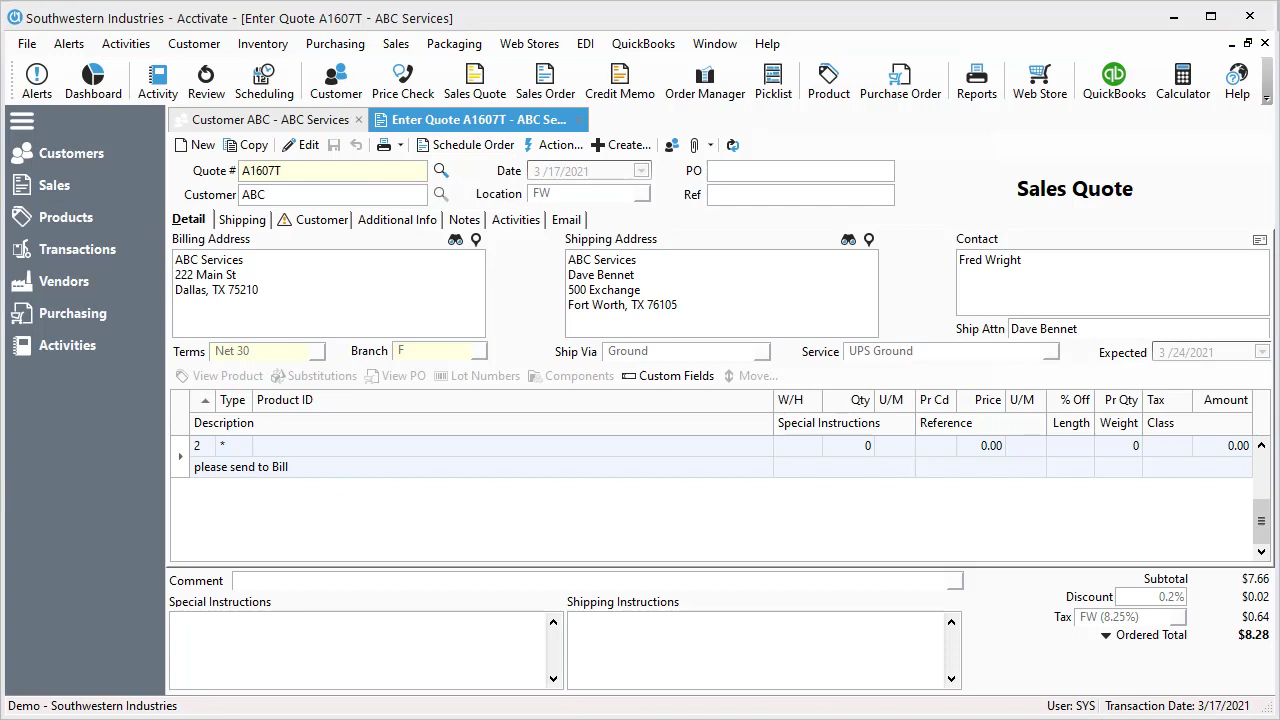 Southwestern Industries - Acctivate - [Enter Quote A1607T - ABC Services]
File Alerts Activities Customer Inventory Purchasing Sales Packaging Web Stores EDI QuickBooks Window Help
Alerts Dashboard Activity Review Scheduling Customer Price Check Sales Quote Sales Order Credit Memo Order Manager Picklist Product Purchase Order Reports Web Store QuickBooks Calculator Help
Customers
Sales
Products
Transactions
Vendors
Purchasing
Activities
Customer ABC - ABC Services Enter Quote A1607T - ABC Se...
New Copy Edit Schedule Order Action... Create...
Quote # A1607T Date 3 /17/2021 PO
Customer ABC Location FW Ref
Sales Quote
Detail Shipping Customer Additional Info Notes Activities Email
Billing Address
ABC Services
222 Main St
Dallas, TX 75210
Shipping Address
ABC Services
Dave Bennet
500 Exchange
Fort Worth, TX 76105
Contact
Fred Wright
Ship Attn Dave Bennet
Terms Net 30 Branch F Ship Via Ground Service UPS Ground Expected 3 /24/2021
View Product Substitutions View PO Lot Numbers Components Custom Fields Move...
Type Product ID W/H Qty U/M Pr Cd Price U/M % Off Pr Qty Tax Amount
Description Special Instructions Reference Length Weight Class
2 * 0 0.00 0 0.00
please send to Bill
Comment
Special Instructions
Shipping Instructions
Subtotal $7.66
Discount 0.2% $0.02
Tax FW (8.25%) $0.64
Ordered Total $8.28
Demo - Southwestern Industries User: SYS Transaction Date: 3/17/2021